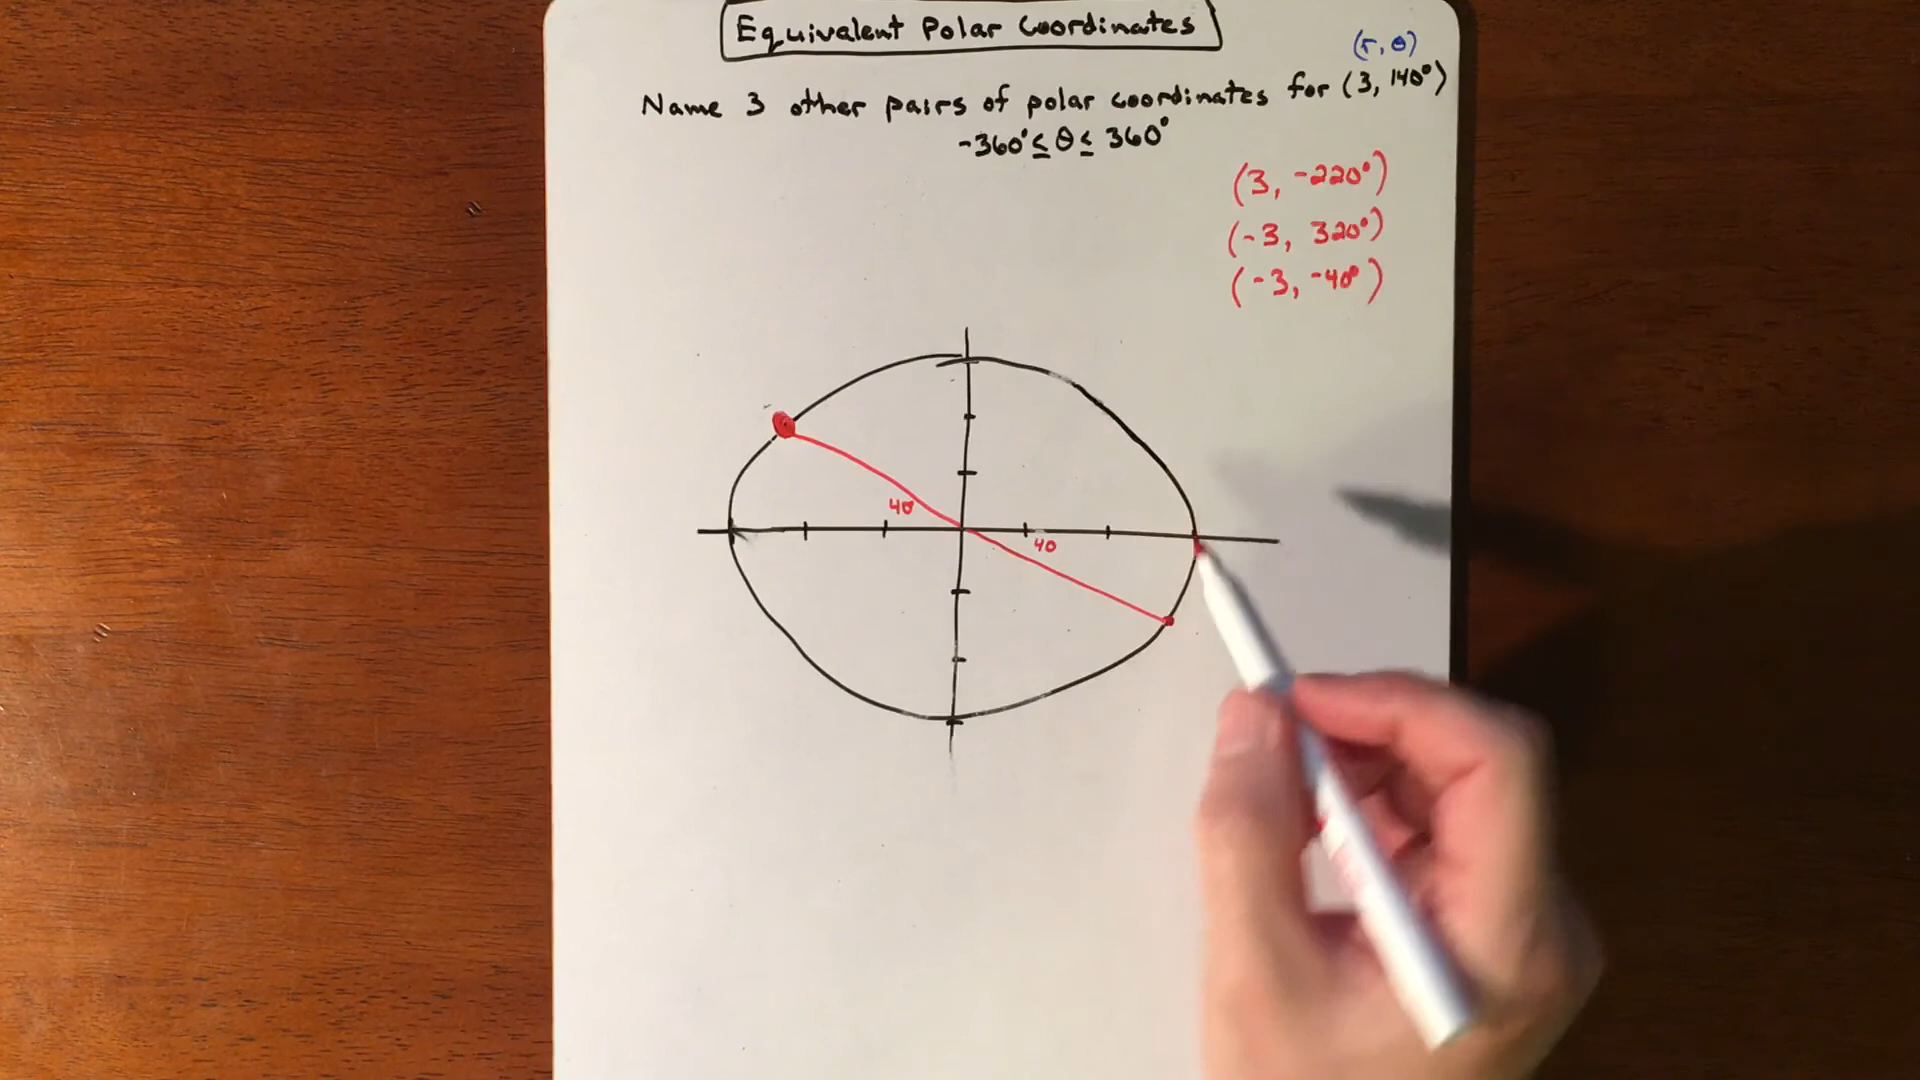 Equivalent Polar Coordinates
(r, θ)
Name 3 other pairs of polar coordinates for (3, 140°)
-360° ≤ θ ≤ 360°
(3, -220°)
(-3, 320°)
(-3, -40°)
40
40